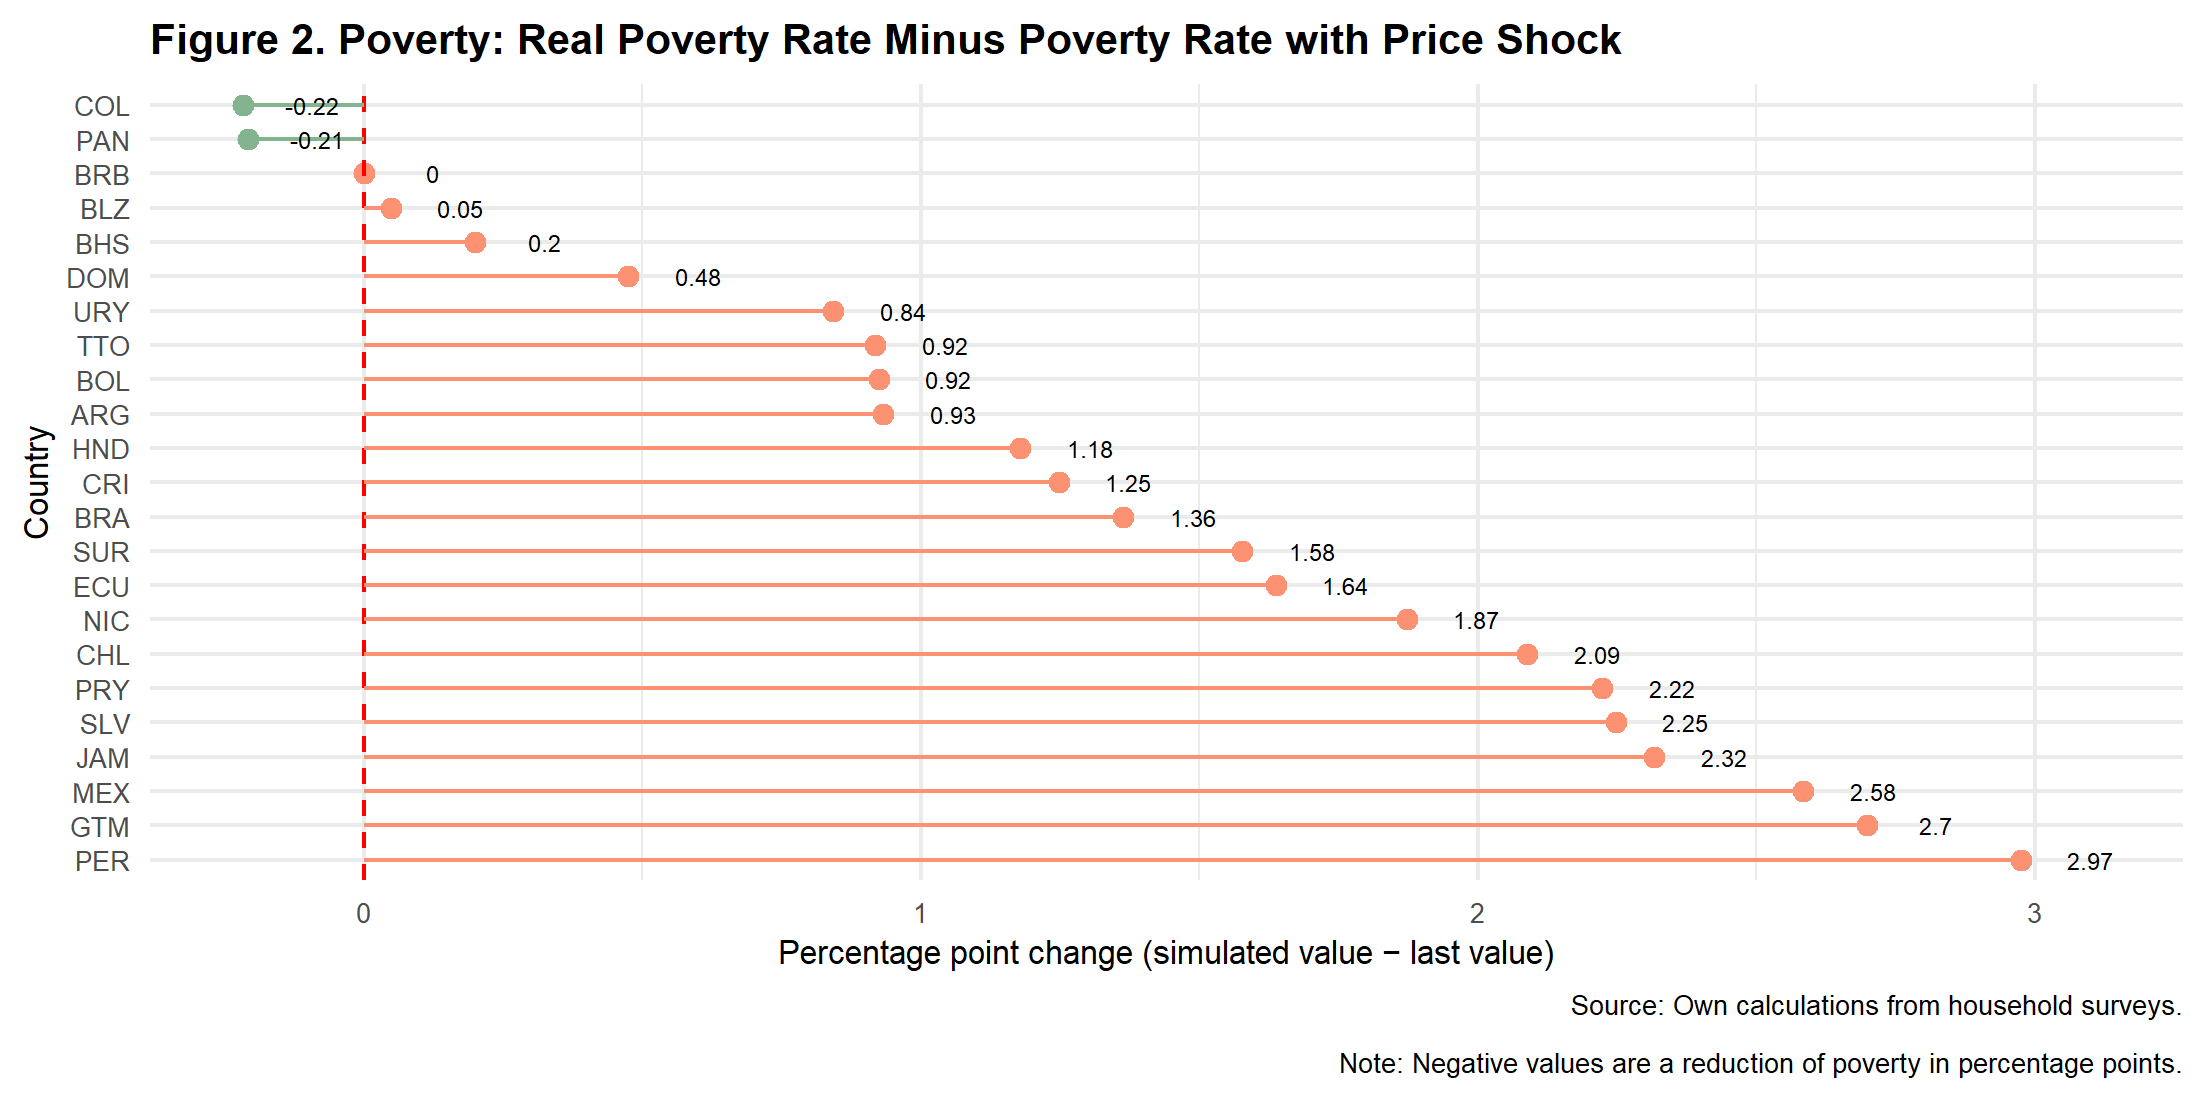 Figure 2. Poverty: Real Poverty Rate Minus Poverty Rate with Price Shock
Country
COL -0.22
PAN -0.21
BRB 0
BLZ 0.05
BHS 0.2
DOM 0.48
URY 0.84
TTO 0.92
BOL 0.92
ARG 0.93
HND 1.18
CRI 1.25
BRA 1.36
SUR 1.58
ECU 1.64
NIC 1.87
CHL 2.09
PRY 2.22
SLV 2.25
JAM 2.32
MEX 2.58
GTM 2.7
PER 2.97
0 1 2 3
Percentage point change (simulated value − last value)
Source: Own calculations from household surveys.
Note: Negative values are a reduction of poverty in percentage points.